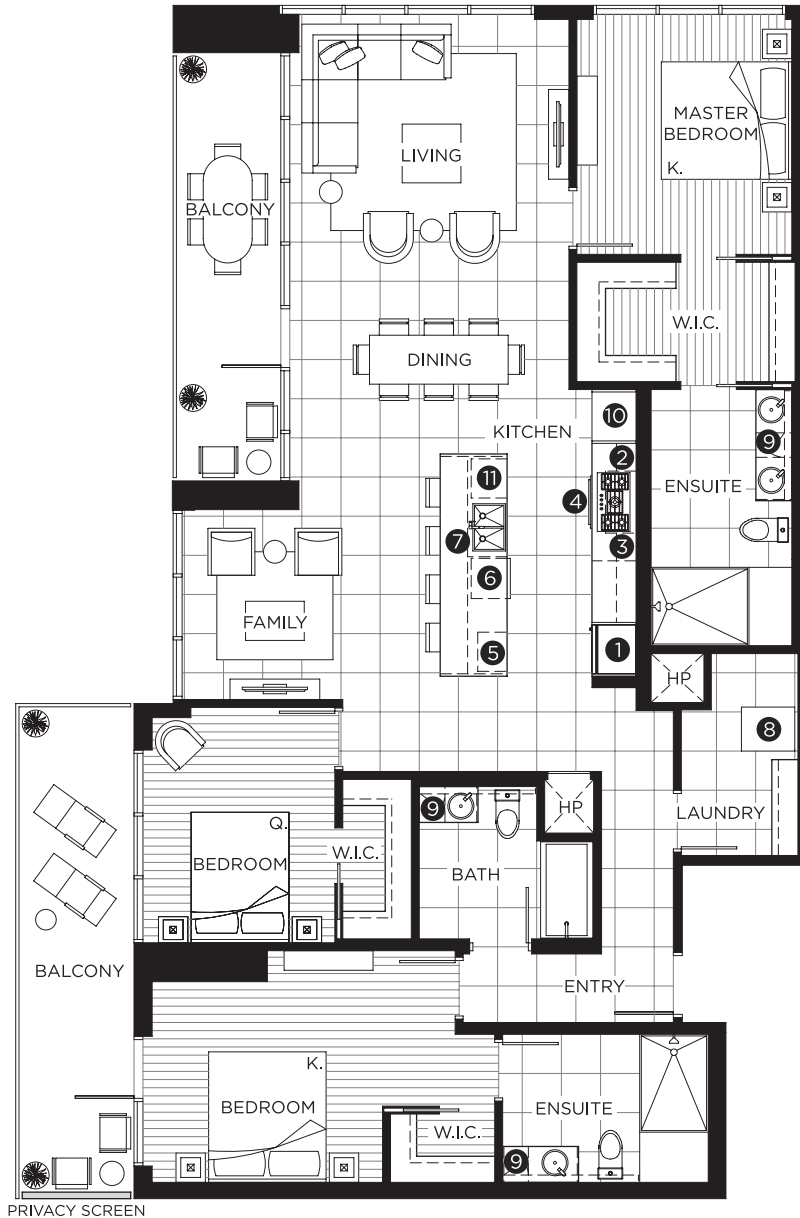 MASTER
BEDROOM
K.
LIVING
BALCONY
W.I.C.
DINING
KITCHEN
10
9
2
11
ENSUITE
4
7
3
6
FAMILY
5
1
HP
8
Q.
9
HP
LAUNDRY
W.I.C.
BEDROOM
BATH
BALCONY
ENTRY
K.
BEDROOM
ENSUITE
W.I.C.
9
PRIVACY SCREEN